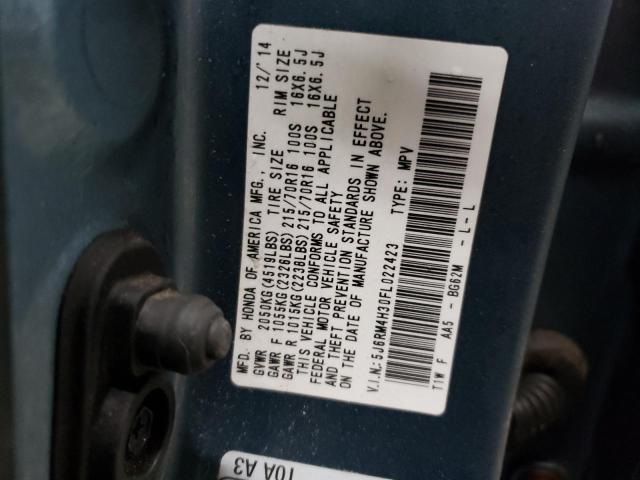 MFD. BY HONDA OF AMERICA MFG., INC. 12/'14
GVWR 2050KG(4519LBS) TIRE SIZE RIM SIZE
GAWR F 1055KG(2326LBS) 215/70R16 100S 16X6.5J
GAWR R 1015KG(2238LBS) 215/70R16 100S 16X6.5J
THIS VEHICLE CONFORMS TO ALL APPLICABLE
FEDERAL MOTOR VEHICLE SAFETY
AND THEFT PREVENTION STANDARDS IN EFFECT
ON THE DATE OF MANUFACTURE SHOWN ABOVE.
V.I.N: 5J6RM4H30FL022423 TYPE: MPV
T1W F AA5 - BG62M - L - L
10A A3